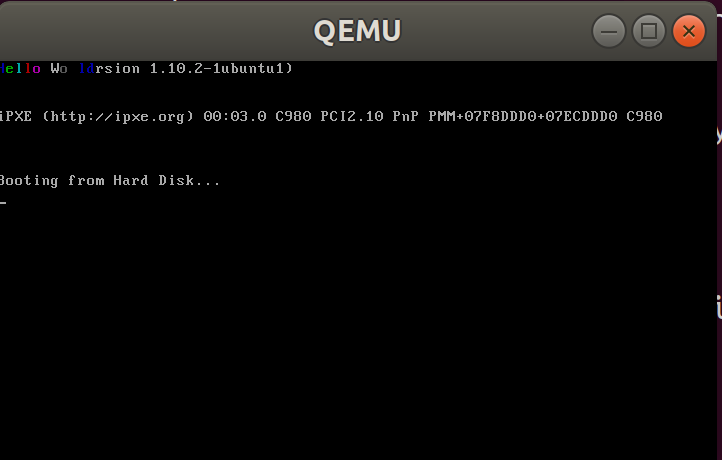 QEMU
Hello Wo ldrsion 1.10.2-1ubuntu1)
iPXE (http://ipxe.org) 00:03.0 C980 PCI2.10 PnP PMM+07F8DDD0+07ECDDD0 C980
Booting from Hard Disk...